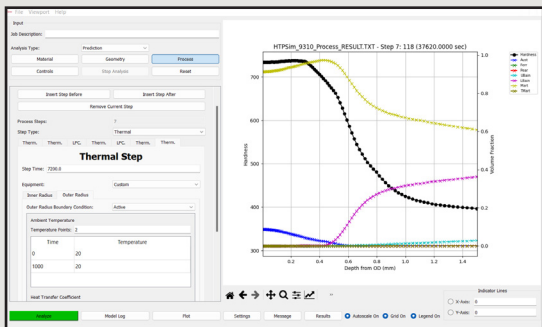 File Viewport Help
Input
Job Description:
Analysis Type: Prediction
Material Geometry Process
Controls Stop Analysis Reset
Insert Step Before Insert Step After
Remove Current Step
Process Steps: 7
Step Type: Thermal
Therm. Therm. LPC. Therm. LPC. Therm. Therm.
Thermal Step
Step Time: 7200.0
Equipment: Custom
Inner Radius Outer Radius
Outer Radius Boundary Condition: Active
Ambient Temperature
Temperature Points: 2
Time Temperature
0 20
1000 20
Heat Transfer Coefficient
Analyze Model Log Plot
HTPSim_9310_Process_RESULT.TXT - Step 7: 118 (37620.0000 sec)
Hardness
700
600
500
400
300
0.2 0.4 0.6 0.8 1.0 1.2 1.4
Depth from OD (mm)
1.0
0.8
0.6
0.4
0.2
0.0
Volume Fraction
Hardness
Aust
Ferr
Pear
UBain
LBain
Mart
TMart
Indicator Lines
X-Axis: 0
Y-Axis: 0
Settings Message Results Autoscale On Grid On Legend On